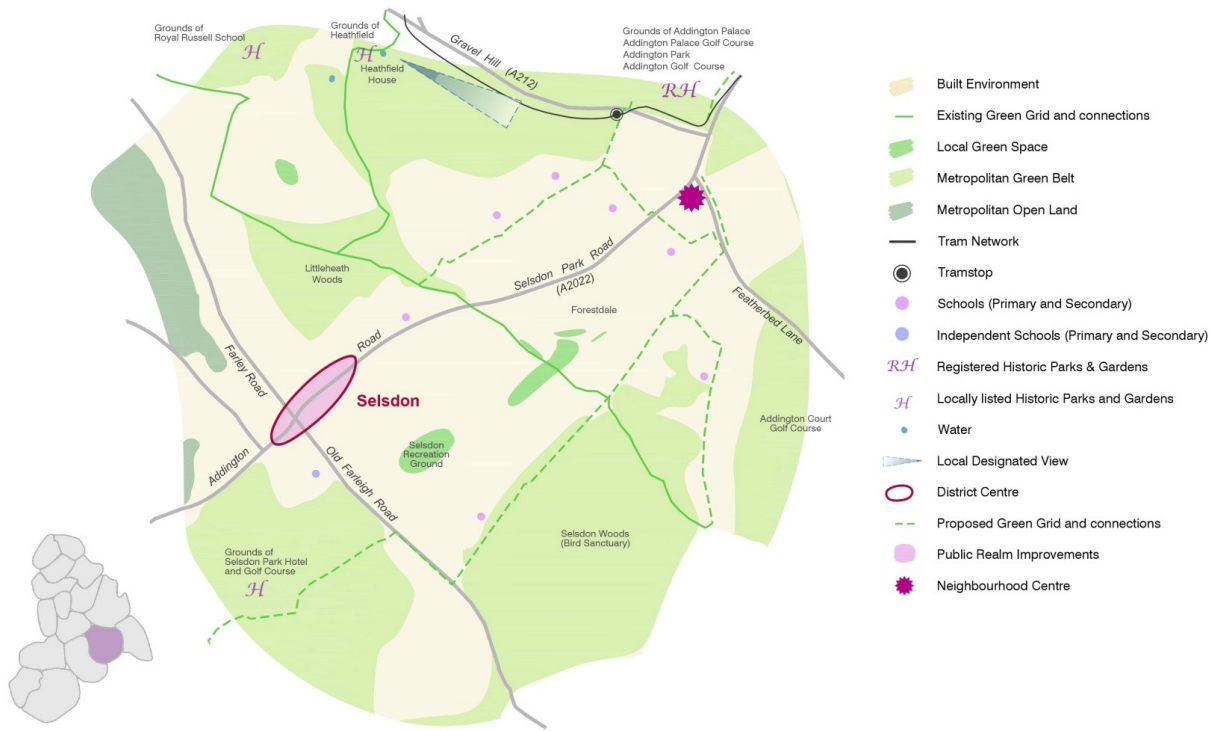 Grounds of
Royal Russell School
H
Grounds of
Heathfield
H
Heathfield
House
Gravel Hill (A212)
Grounds of Addington Palace
Addington Palace Golf Course
Addington Park
Addington Golf Course
RH
Littleheath
Woods
Selsdon Park Road
(A2022)
Forestdale
Featherbed Lane
Farley Road
Road
Selsdon
Addington
Old Farleigh Road
Selsdon
Recreation
Ground
Addington Court
Golf Course
Selsdon Woods
(Bird Sanctuary)
Grounds of
Selsdon Park Hotel
and Golf Course
H
Built Environment
Existing Green Grid and connections
Local Green Space
Metropolitan Green Belt
Metropolitan Open Land
Tram Network
Tramstop
Schools (Primary and Secondary)
Independent Schools (Primary and Secondary)
RH Registered Historic Parks & Gardens
H Locally listed Historic Parks and Gardens
Water
Local Designated View
District Centre
Proposed Green Grid and connections
Public Realm Improvements
Neighbourhood Centre